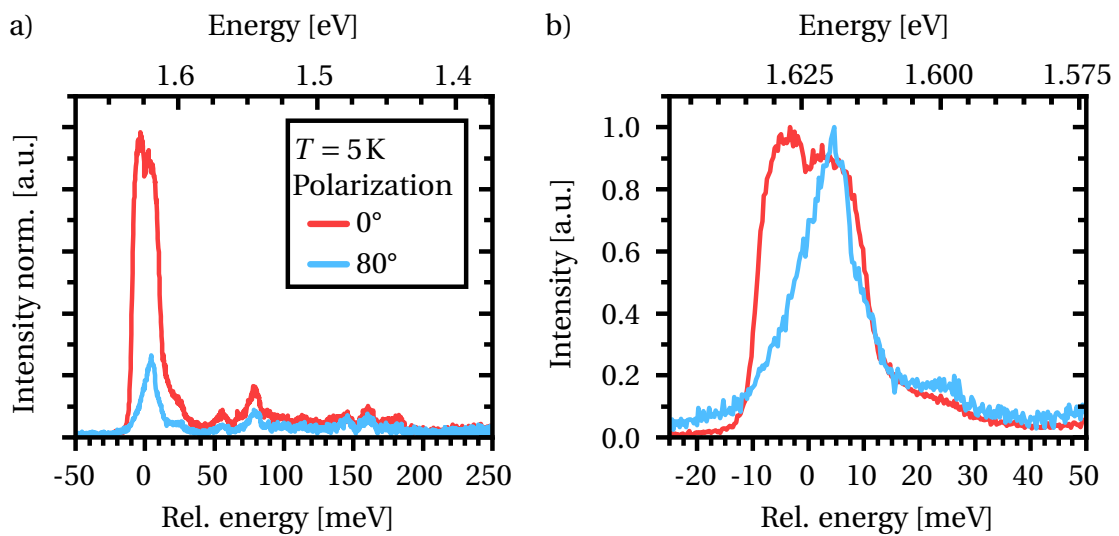 a)
Energy [eV]
1.6 1.5 1.4
Intensity norm. [a.u.]
T = 5 K
Polarization
0°
80°
-50 0 50 100 150 200 250
Rel. energy [meV]
b)
Energy [eV]
1.625 1.600 1.575
Intensity [a.u.]
1.0
0.8
0.6
0.4
0.2
0.0
-20 -10 0 10 20 30 40 50
Rel. energy [meV]